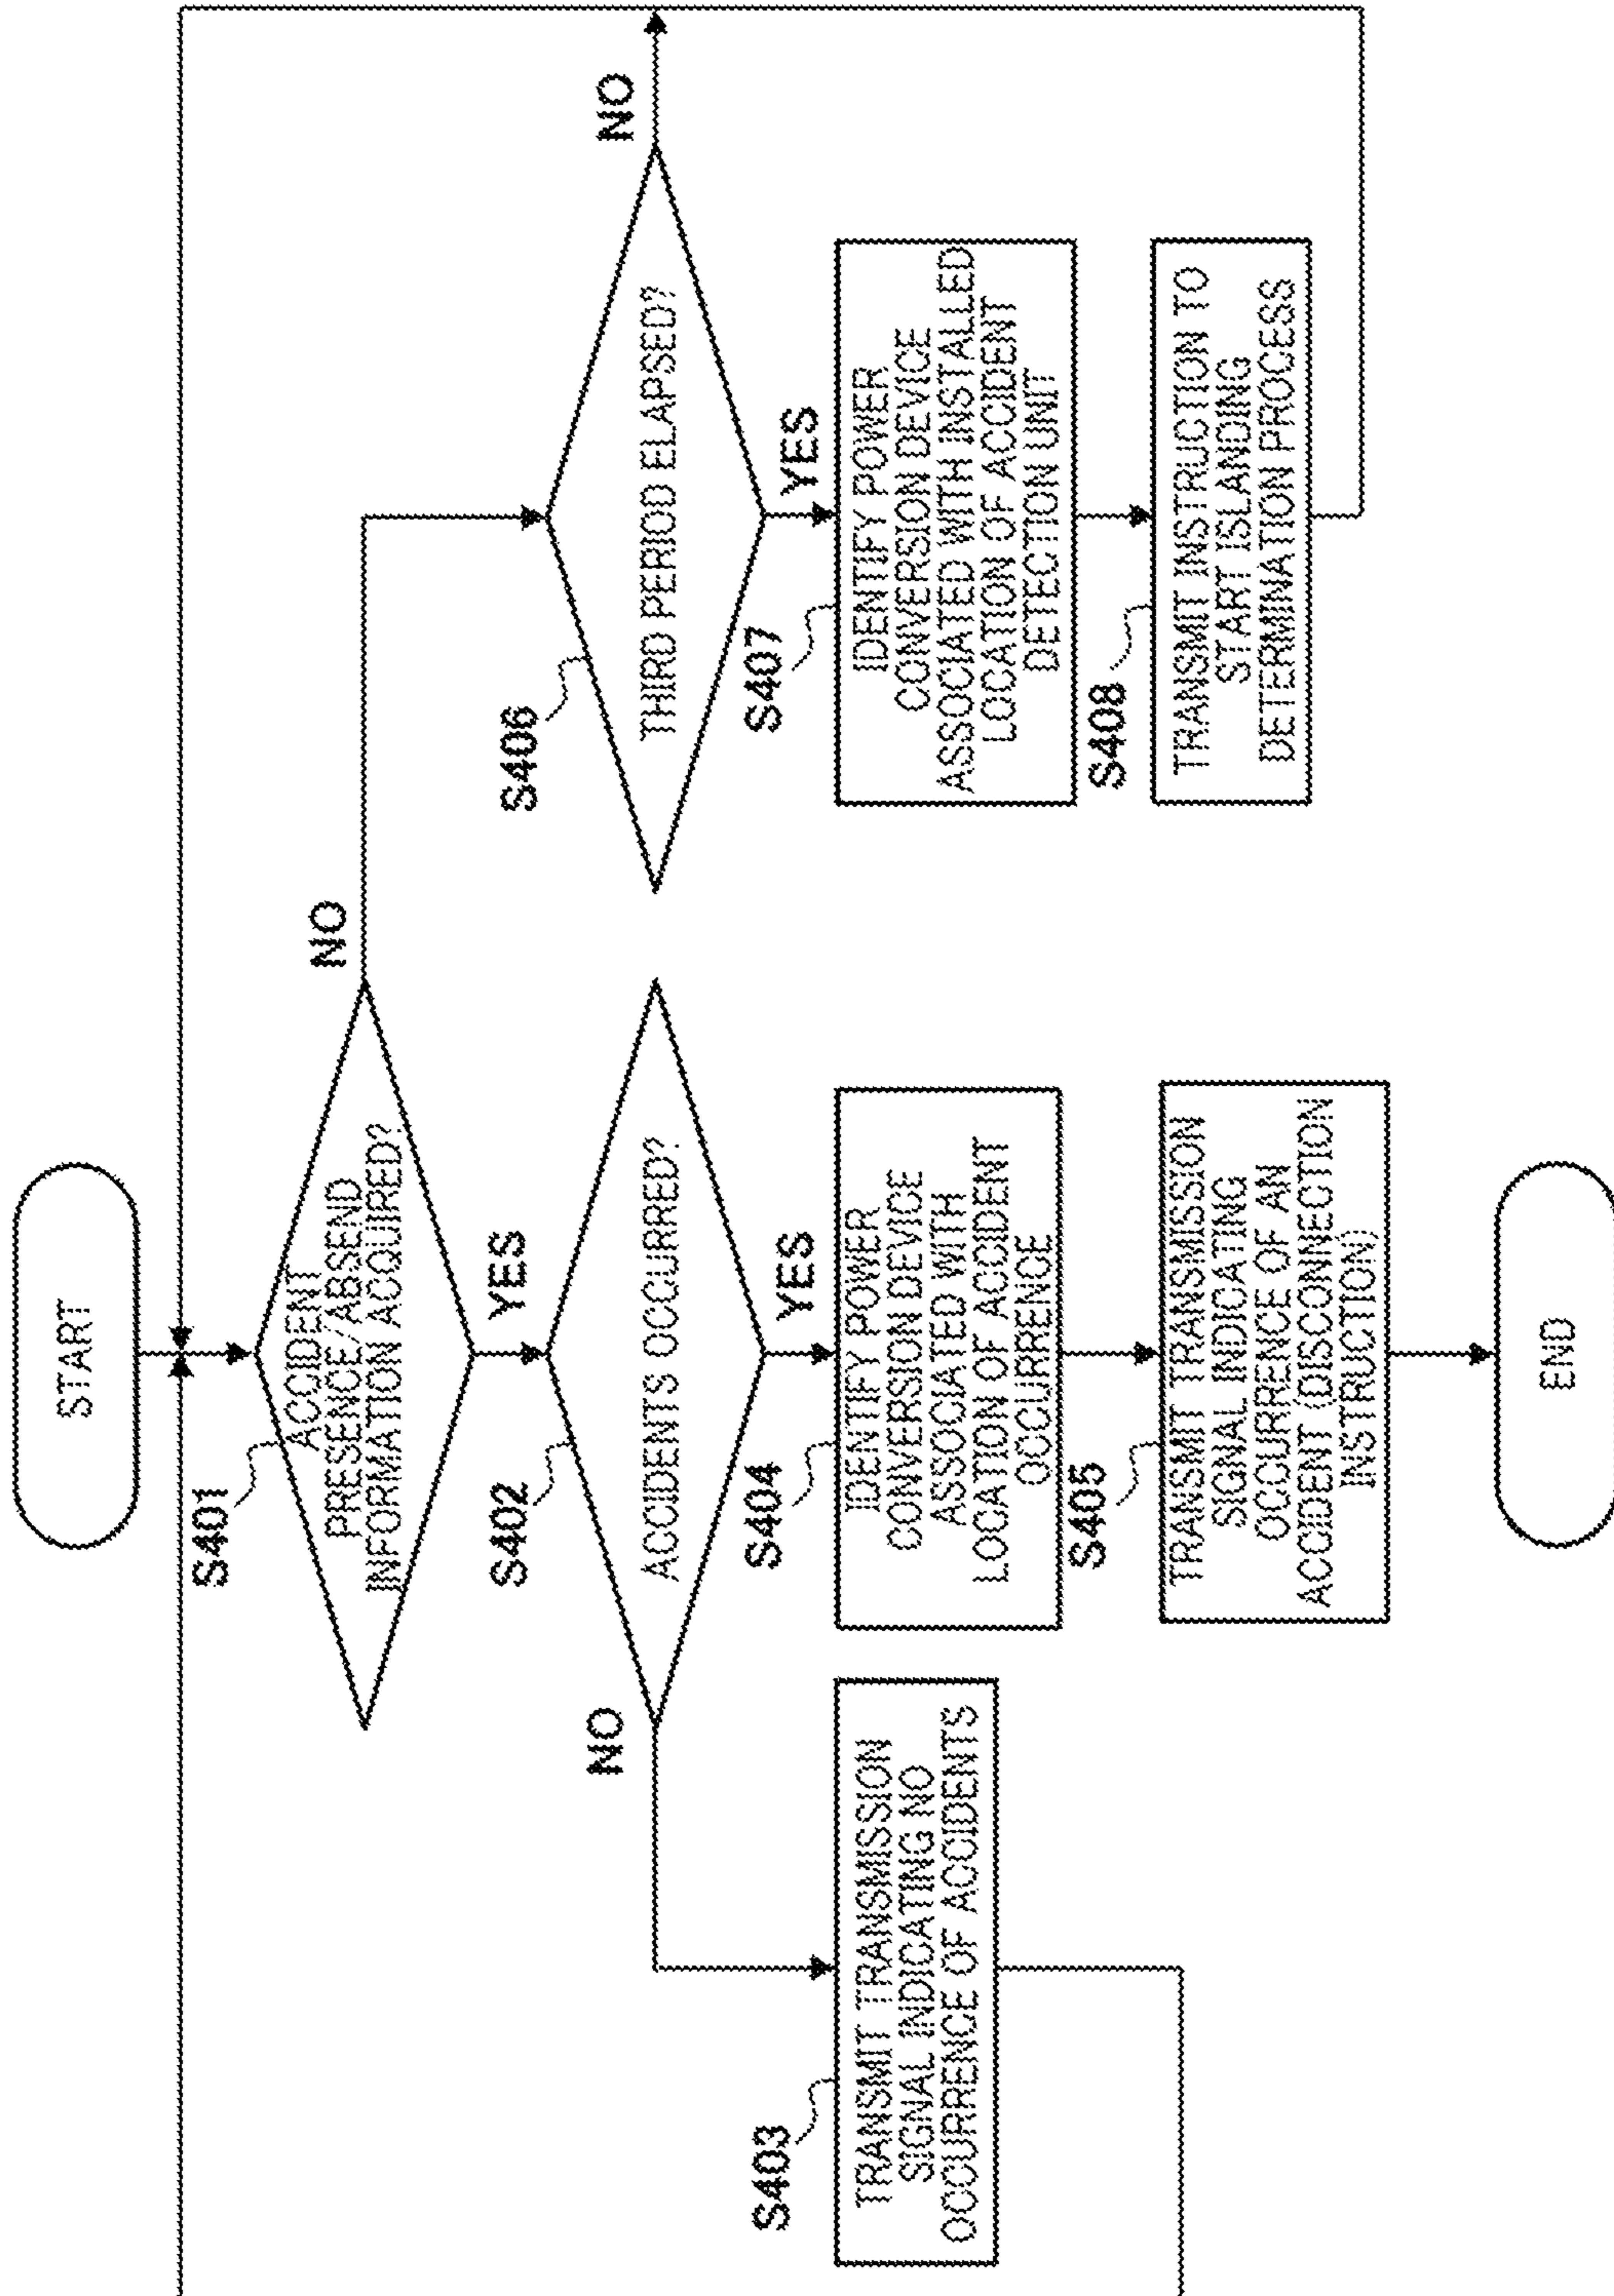 START
S401
ACCIDENT
PRESENCE/ABSEND
INFORMATION ACQUIRED?
NO
YES
S402
ACCIDENTS OCCURRED?
NO
YES
S403
TRANSMIT TRANSMISSION
SIGNAL INDICATING NO
OCCURRENCE OF ACCIDENTS
S404
IDENTIFY POWER
CONVERSION DEVICE
ASSOCIATED WITH
LOCATION OF ACCIDENT
OCCURRENCE
S405
TRANSMIT TRANSMISSION
SIGNAL INDICATING
OCCURRENCE OF AN
ACCIDENT (DISCONNECTION
INSTRUCTION)
END
S406
THIRD PERIOD ELAPSED?
NO
YES
S407
IDENTIFY POWER
CONVERSION DEVICE
ASSOCIATED WITH INSTALLED
LOCATION OF ACCIDENT
DETECTION UNIT
S408
TRANSMIT INSTRUCTION TO
START ISLANDING
DETERMINATION PROCESS